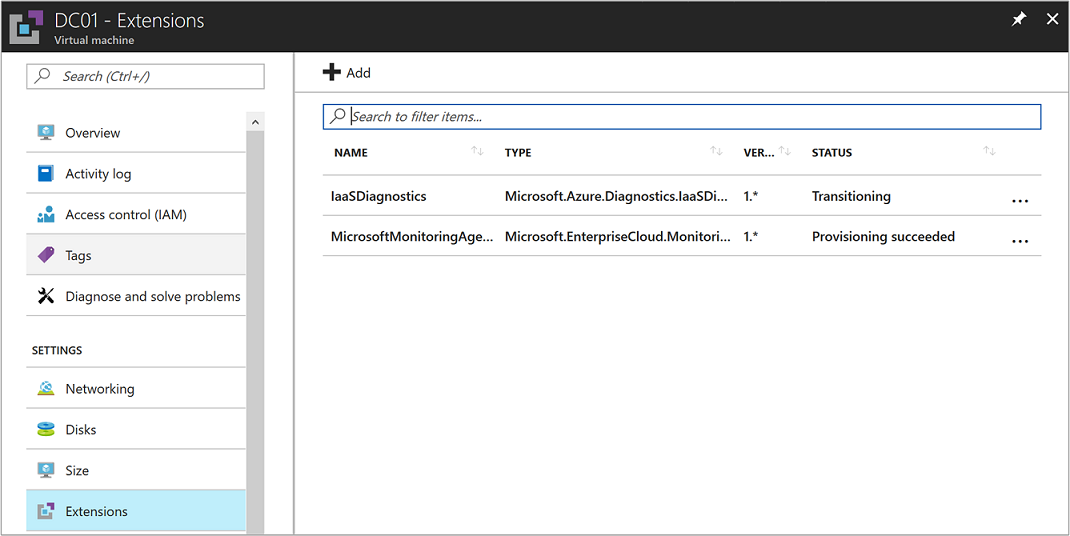 DC01 - Extensions
Virtual machine
Search (Ctrl+/)
Overview
Activity log
Access control (IAM)
Tags
Diagnose and solve problems
SETTINGS
Networking
Disks
Size
Extensions
Add
Search to filter items...
NAME TYPE VER... STATUS
IaaSDiagnostics Microsoft.Azure.Diagnostics.IaaSDi... 1.* Transitioning ...
MicrosoftMonitoringAge... Microsoft.EnterpriseCloud.Monitori... 1.* Provisioning succeeded ...